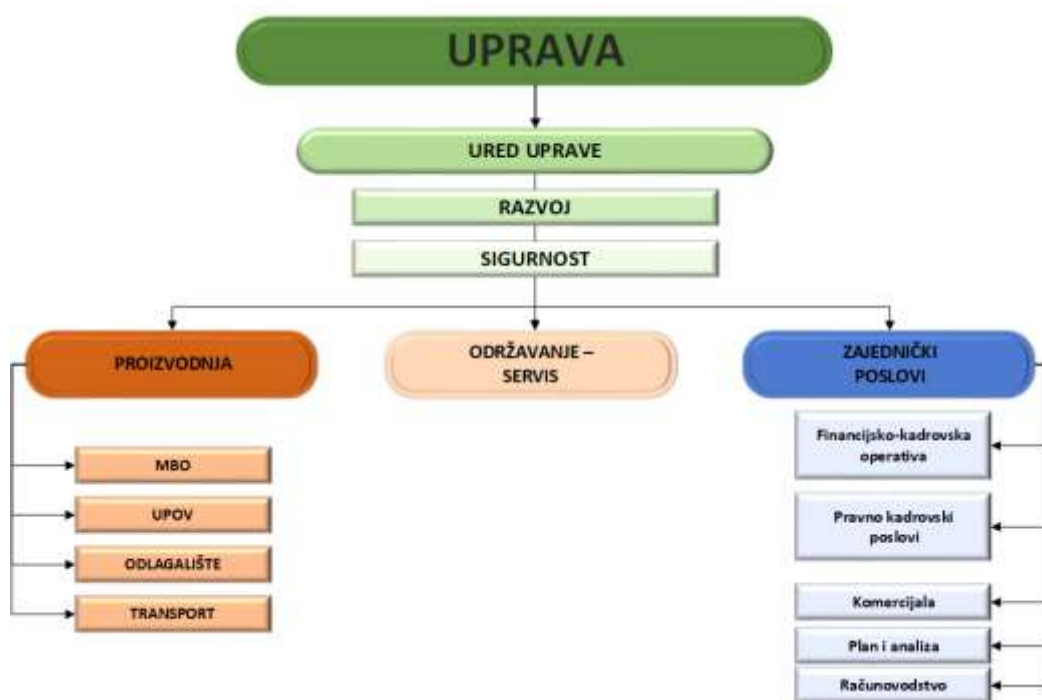 UPRAVA
URED UPRAVE
RAZVOJ
SIGURNOST
PROIZVODNJA
ODRŽAVANJE –
SERVIS
ZAJEDNIČKI
POSLOVI
MBO
UPOV
ODLAGALIŠTE
TRANSPORT
Financijsko-kadrovska
operativa
Pravno kadrovski
poslovi
Komercijala
Plan i analiza
Računovodstvo